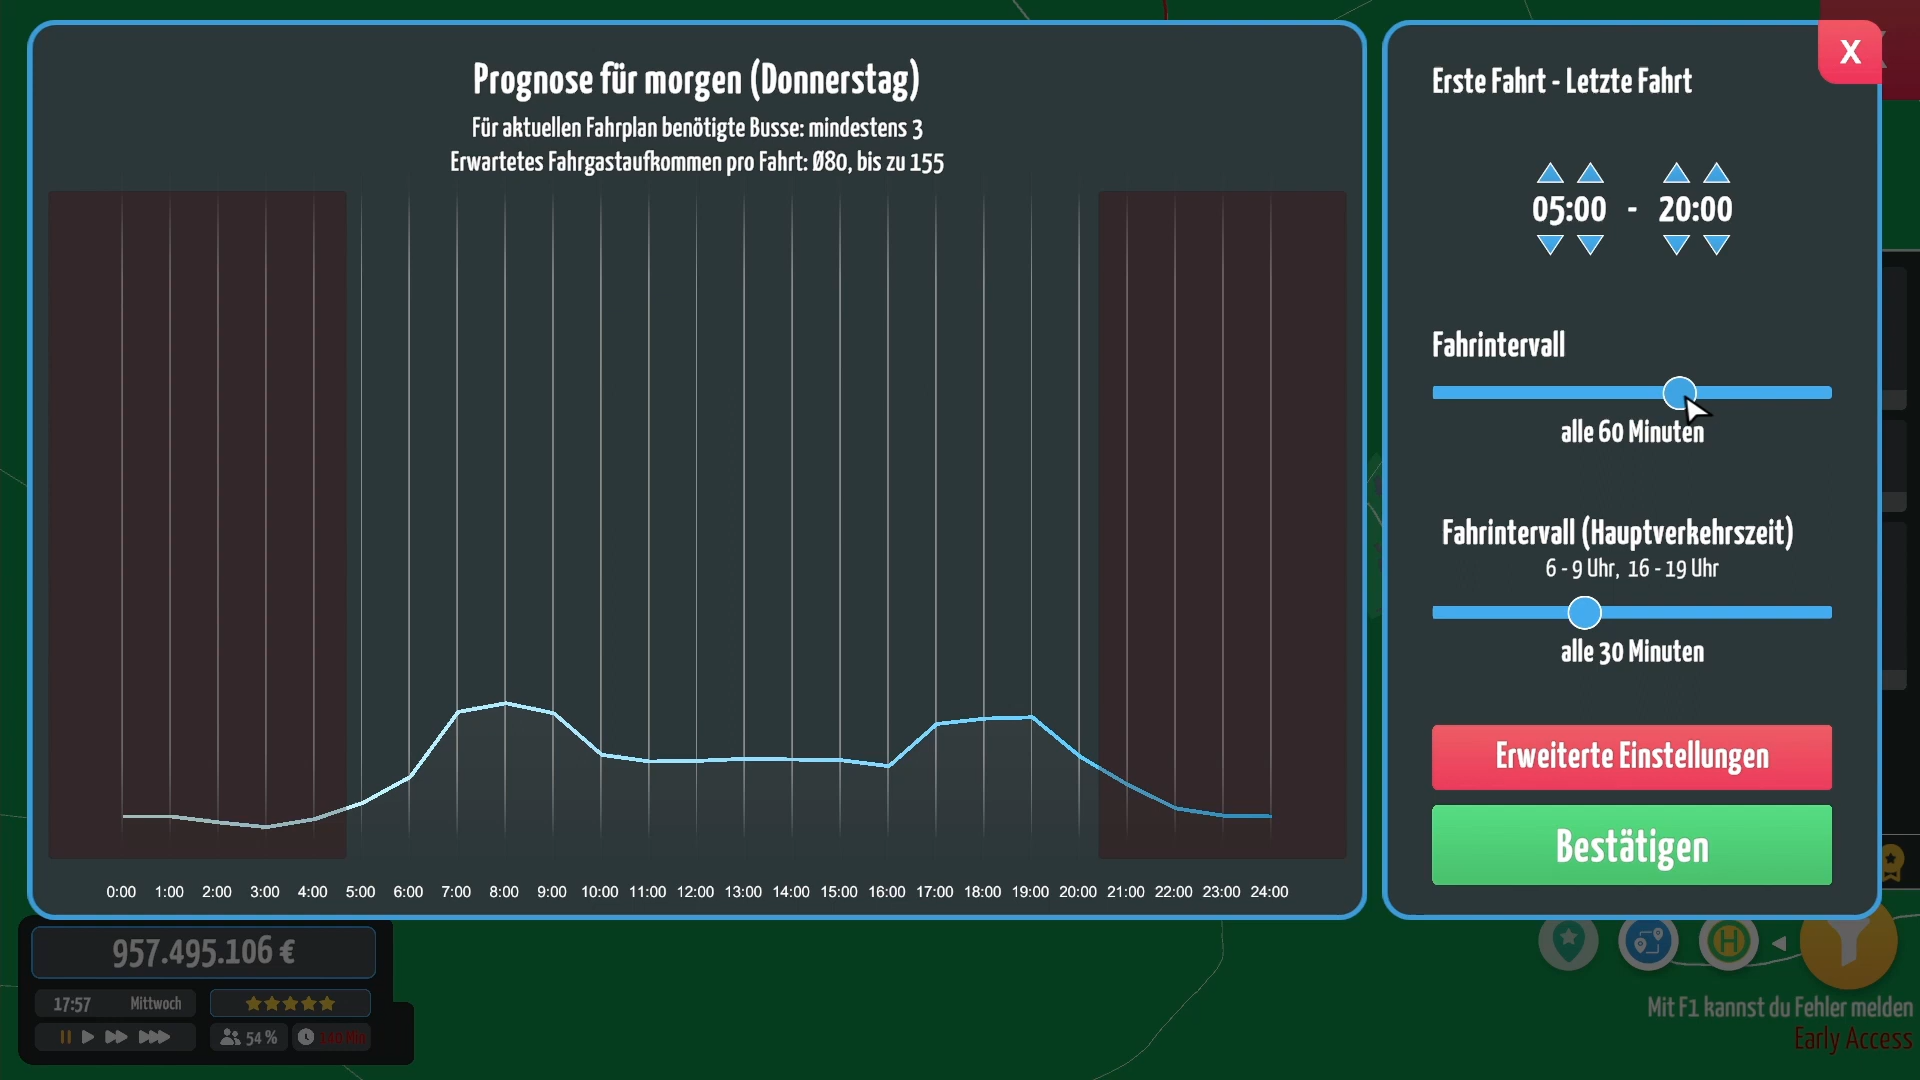 Prognose für morgen (Donnerstag)
Für aktuellen Fahrplan benötigte Busse: mindestens 3
Erwartetes Fahrgastaufkommen pro Fahrt: Ø80, bis zu 155
0:00 1:00 2:00 3:00 4:00 5:00 6:00 7:00 8:00 9:00 10:00 11:00 12:00 13:00 14:00 15:00 16:00 17:00 18:00 19:00 20:00 21:00 22:00 23:00 24:00
X
Erste Fahrt - Letzte Fahrt
05:00 - 20:00
Fahrintervall
alle 60 Minuten
Fahrintervall (Hauptverkehrszeit)
6 - 9 Uhr, 16 - 19 Uhr
alle 30 Minuten
Erweiterte Einstellungen
Bestätigen
957.495.106 €
17:57 Mittwoch
54 %
H
Mit F1 kannst du Fehler melden
Early Access